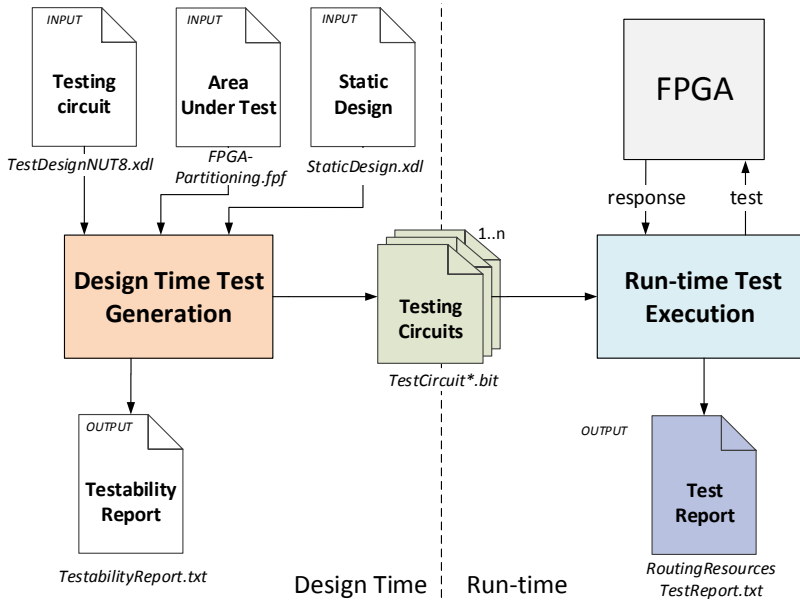 INPUT
Testing
circuit
TestDesignNUT8.xdl
INPUT
Area
Under Test
FPGA-
Partitioning.fpf
INPUT
Static
Design
StaticDesign.xdl
FPGA
response
test
Design Time Test
Generation
1..n
Testing
Circuits
TestCircuit*.bit
Run-time Test
Execution
OUTPUT
Testability
Report
TestabilityReport.txt
OUTPUT
Test
Report
RoutingResources
TestReport.txt
Design Time
Run-time